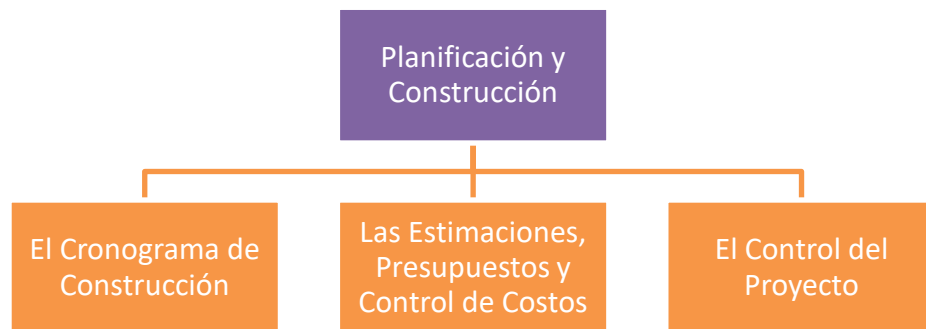 Planificación y
Construcción
El Cronograma de
Construcción
Las Estimaciones,
Presupuestos y
Control de Costos
El Control del
Proyecto